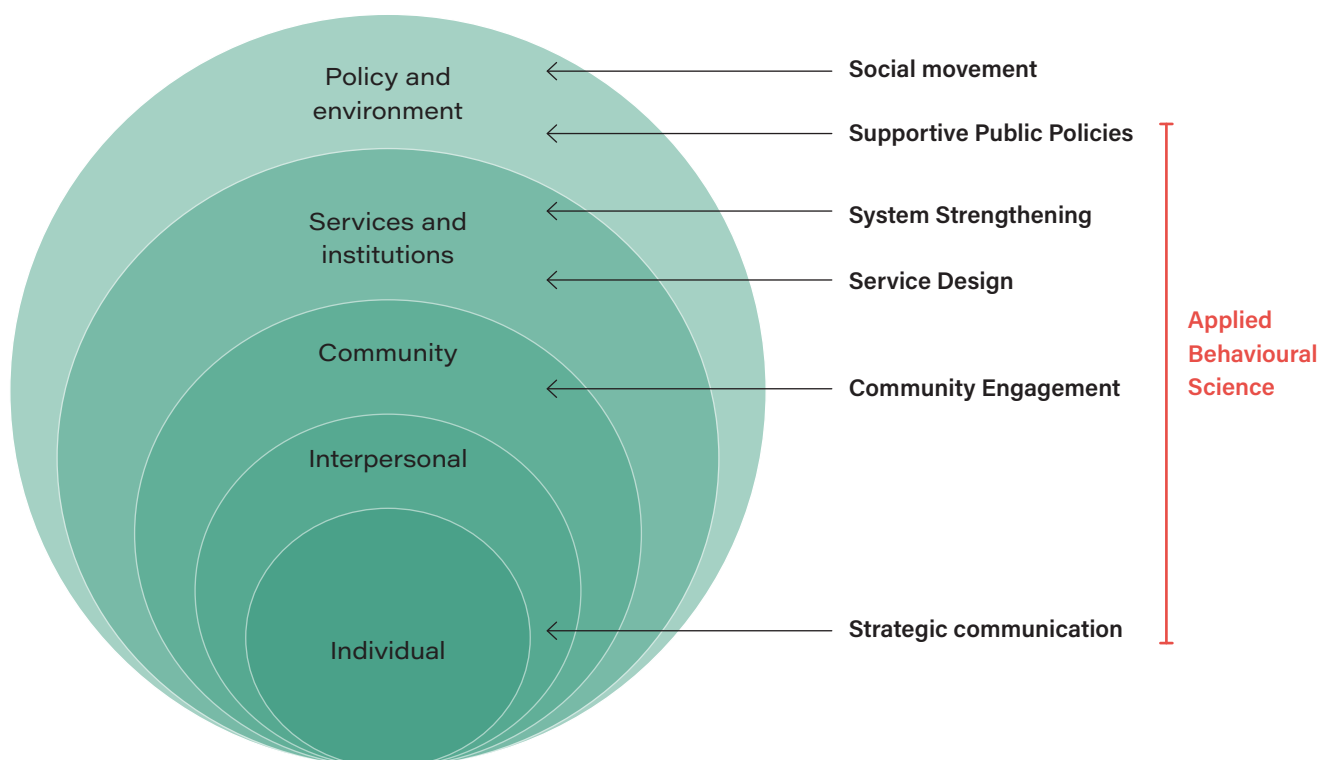 Policy and
environment
Social movement
Supportive Public Policies
Services and
institutions
System Strengthening
Service Design
Applied
Behavioural
Science
Community
Community Engagement
Interpersonal
Strategic communication
Individual